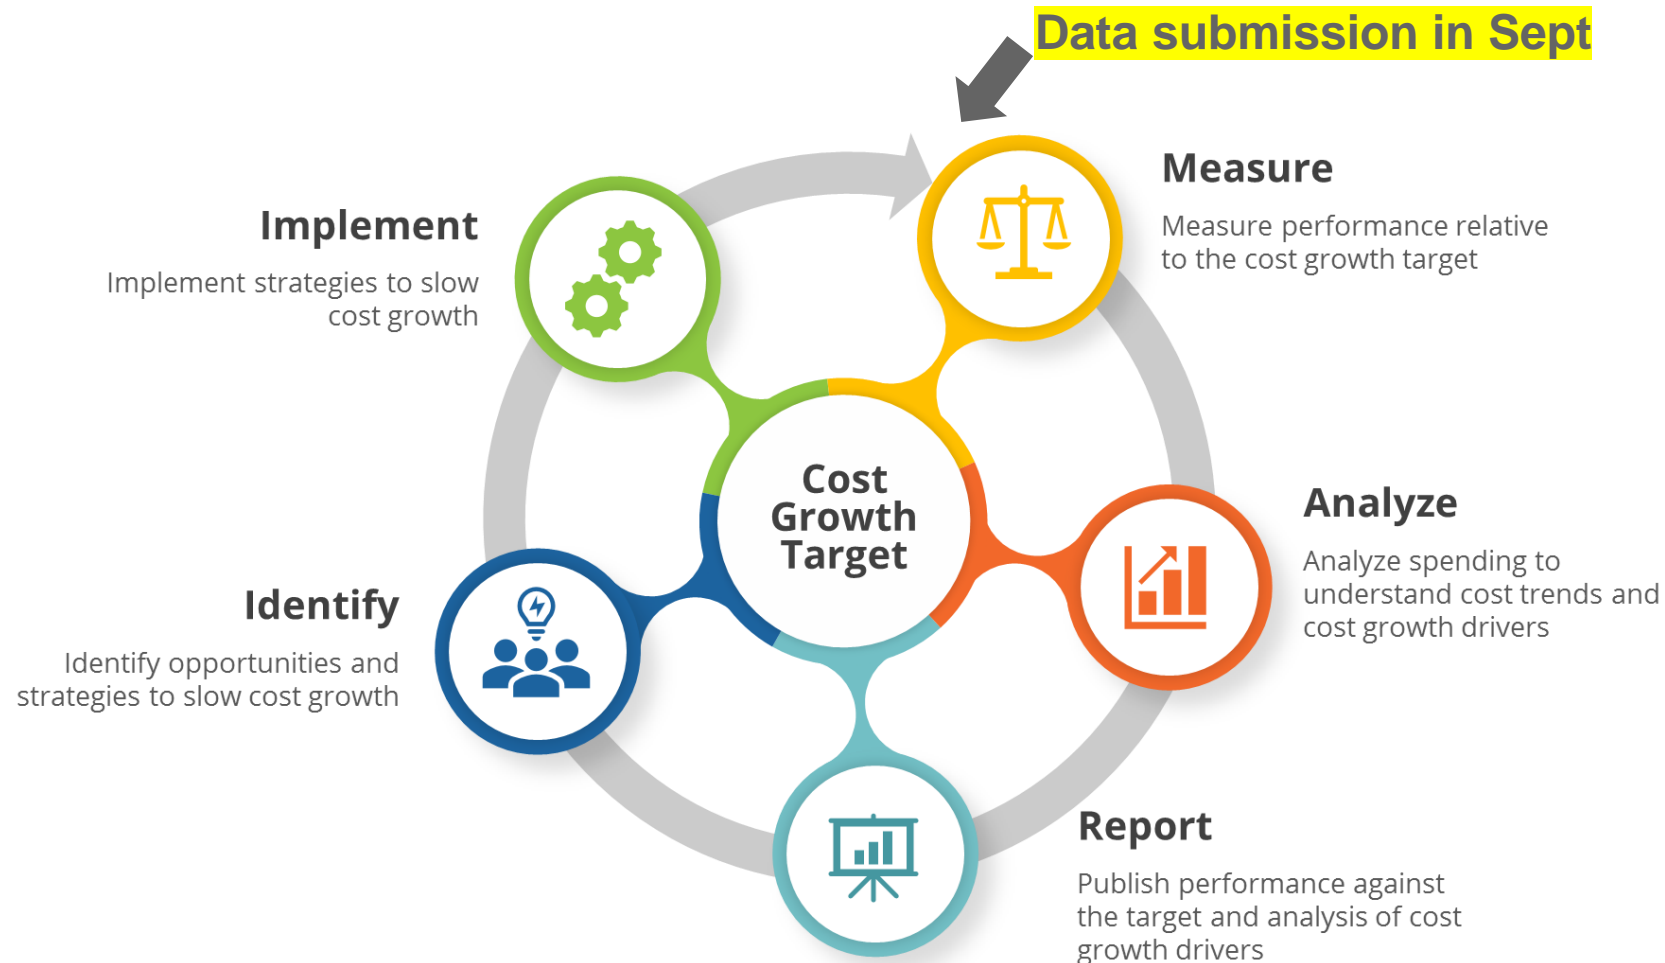 Data submission in Sept
Measure
Measure performance relative
to the cost growth target
Implement
Implement strategies to slow
cost growth
Cost
Growth
Target
Analyze
Analyze spending to
understand cost trends and
cost growth drivers
Identify
Identify opportunities and
strategies to slow cost growth
Report
Publish performance against
the target and analysis of cost
growth drivers